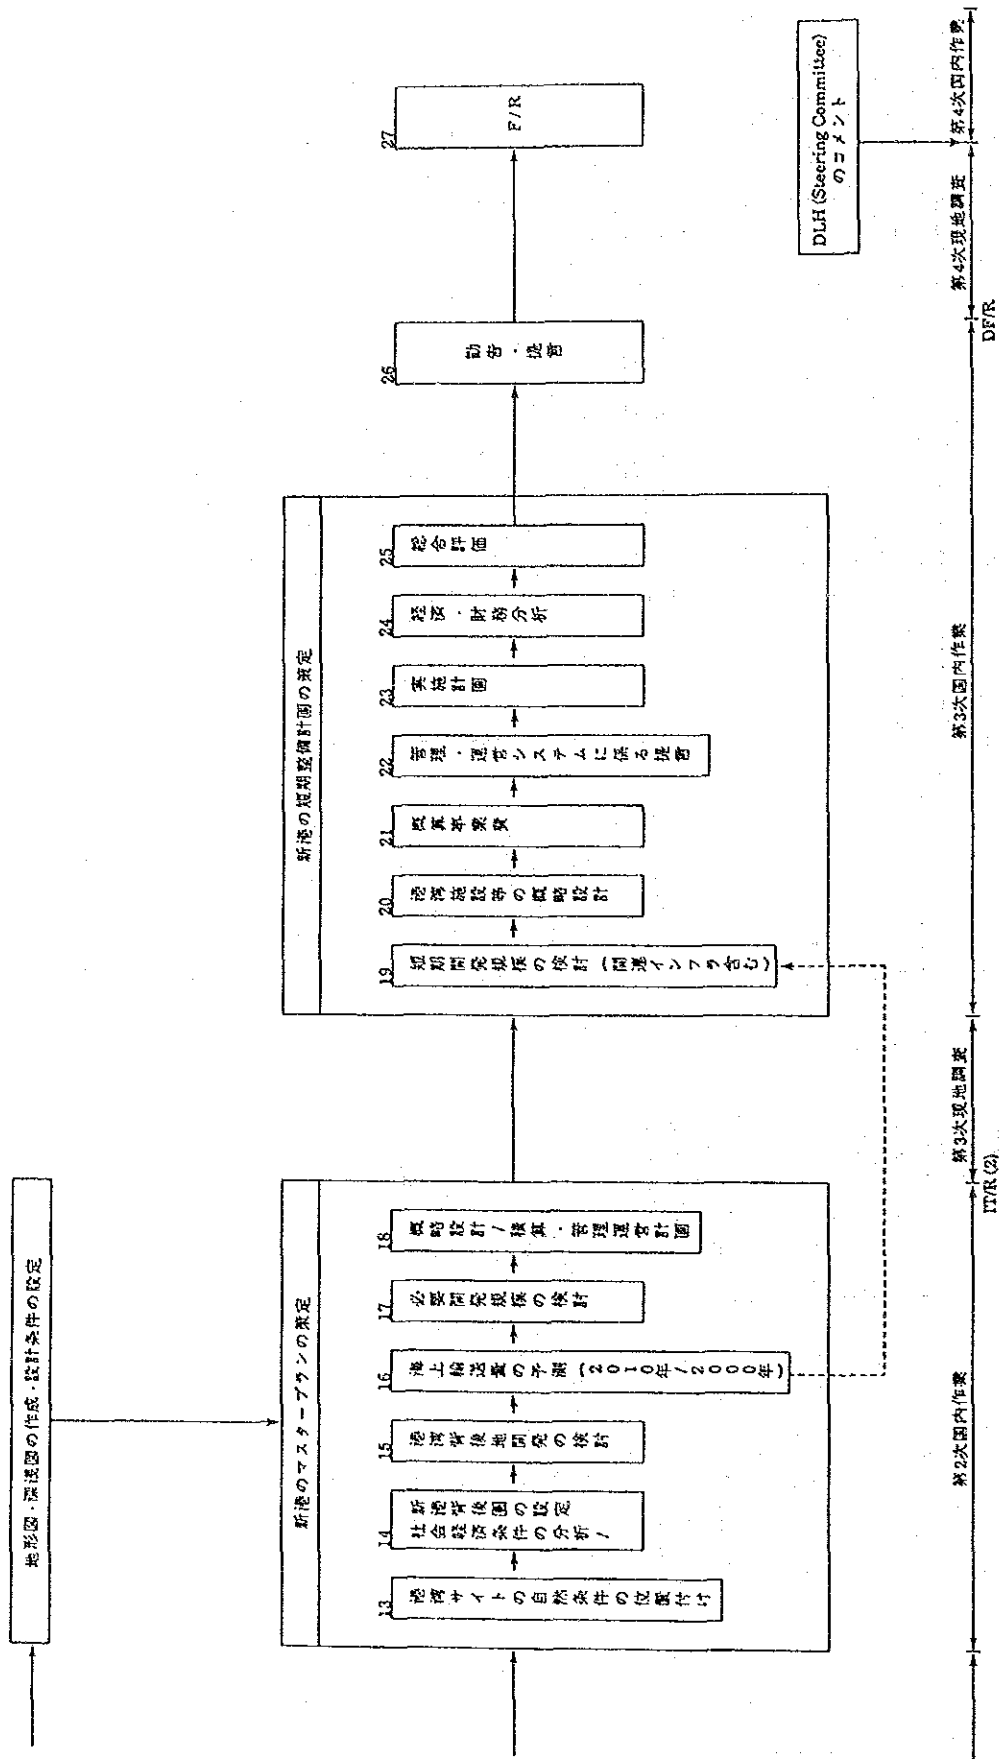 地形図・深浅図の作成・設計条件の設定
新港のマスタープランの策定
13
港湾サイトの自然条件の位置付け
14
社会経済条件の分析/
新港背後圏の設定
15
港湾背後地開発の検討
16
海上輸送量の予測(2010年/2000年)
17
必要開発規模の検討
18
概略設計/積算・管理運営計画
新港の短期整備計画の策定
19
短期開発規模の検討(関連インフラ含む)
20
港湾施設等の概略設計
21
概算事業費
22
管理・運営システムに係る提言
23
実施計画
24
経済・財務分析
25
総合評価
26
勧告・提言
27
F/R
DLH (Steering Committee)
のコメント
第2次国内作業
第3次現地調査
第3次国内作業
第4次現地調査
第4次国内作業
IT/R (2)
DF/R